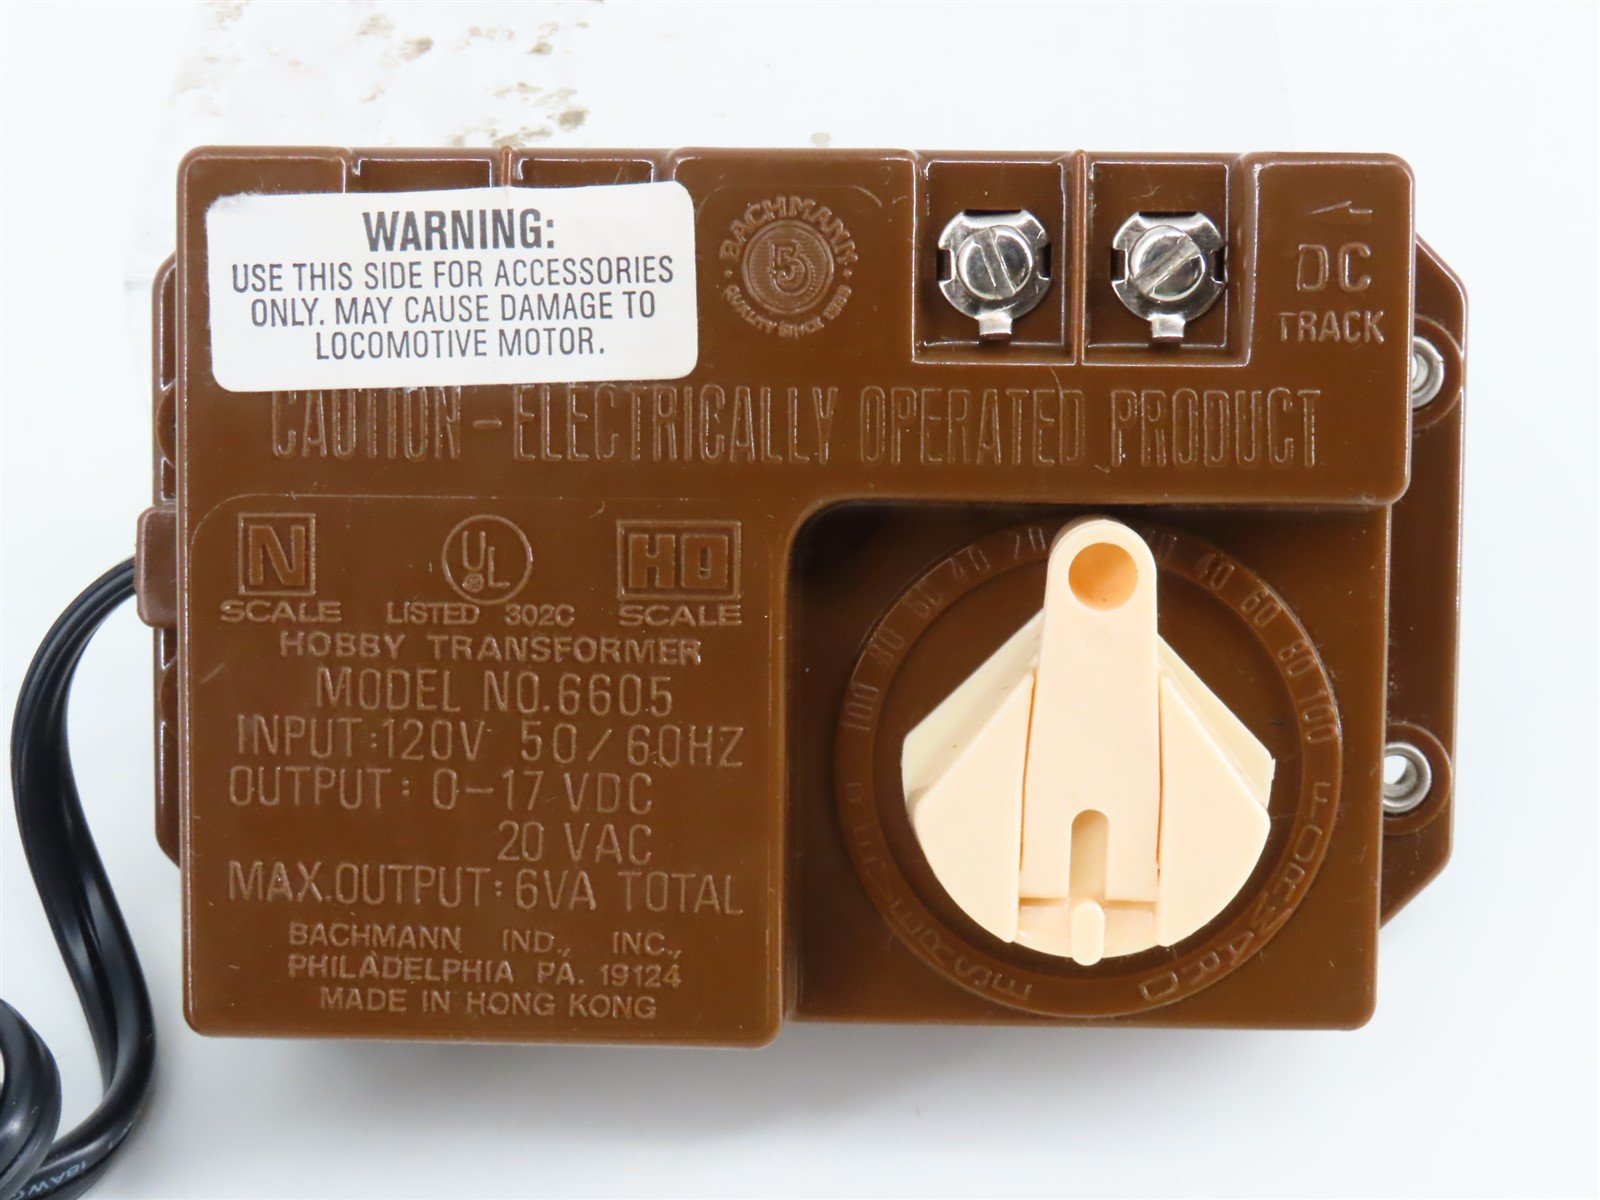 WARNING:
USE THIS SIDE FOR ACCESSORIES
ONLY. MAY CAUSE DAMAGE TO
LOCOMOTIVE MOTOR.
BACHMANN
QUALITY SINCE 1833
DC
TRACK
CAUTION-ELECTRICALLY OPERATED PRODUCT
N
SCALE
UL
LISTED 302C
HO
SCALE
HOBBY TRANSFORMER
MODEL NO.6605
INPUT:120V 50/60HZ
OUTPUT: 0-17 VDC
20 VAC
MAX.OUTPUT:6VA TOTAL
BACHMANN IND., INC.,
PHILADELPHIA PA. 19124
MADE IN HONG KONG
100 80 60 40 20
40 60 80 100
REVERSE
FORWARD
18AW